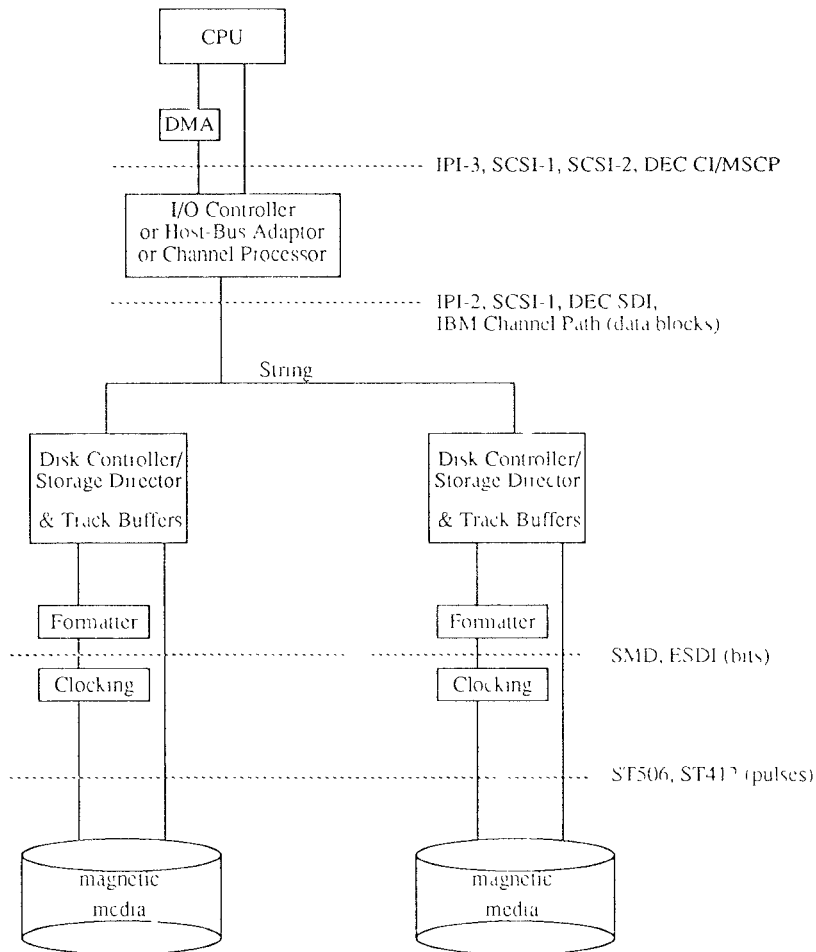 CPU
DMA
IPI-3, SCSI-1, SCSI-2, DEC CI/MSCP
I/O Controller
or Host-Bus Adaptor
or Channel Processor
IPI-2, SCSI-1, DEC SDI,
IBM Channel Path (data blocks)
String
Disk Controller/
Storage Director
& Track Buffers
Disk Controller/
Storage Director
& Track Buffers
Formatter
Formatter
SMD, ESDI (bits)
Clocking
Clocking
ST506, ST412 (pulses)
magnetic
media
magnetic
media